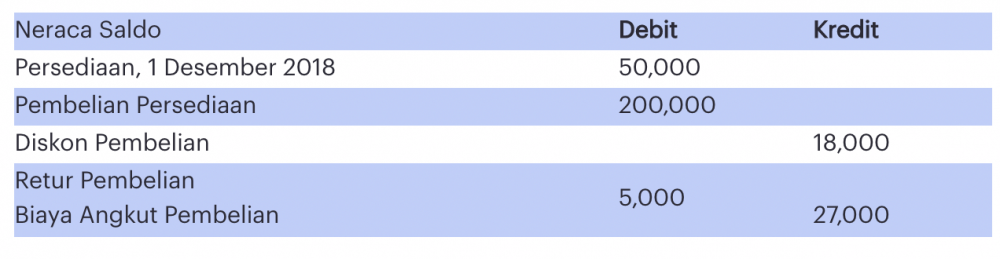 Neraca Saldo Debit Kredit
Persediaan, 1 Desember 2018 50,000
Pembelian Persediaan 200,000
Diskon Pembelian 18,000
Retur Pembelian
5,000
Biaya Angkut Pembelian 27,000